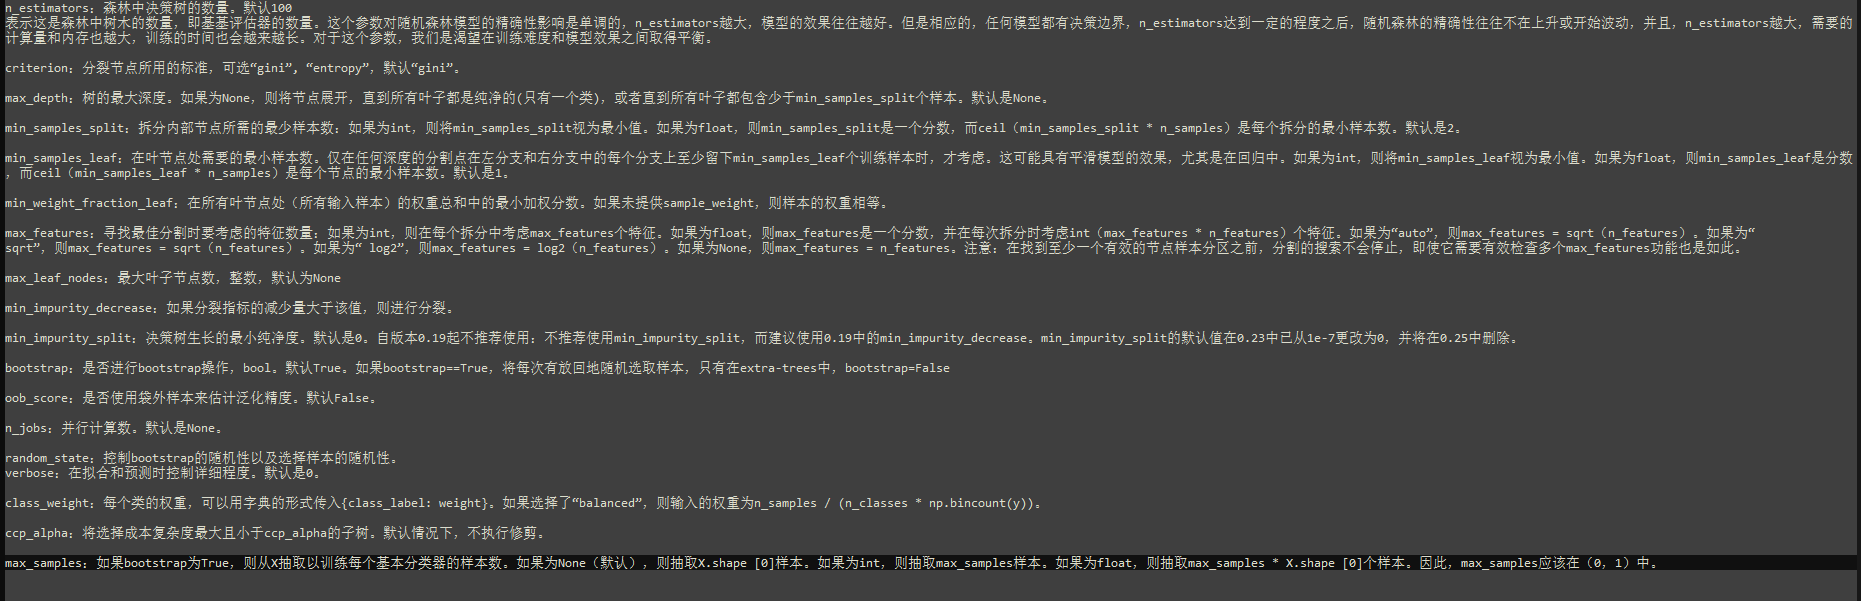 n_estimators：森林中决策树的数量。默认100
表示这是森林中树木的数量，即基基评估器的数量。这个参数对随机森林模型的精确性影响是单调的，n_estimators越大，模型的效果往往越好。但是相应的，任何模型都有决策边界，n_estimators达到一定的程度之后，随机森林的精确性往往不在上升或开始波动，并且，n_estimators越大，需要的
计算量和内存也越大，训练的时间也会越来越长。对于这个参数，我们是渴望在训练难度和模型效果之间取得平衡。
criterion：分裂节点所用的标准，可选“gini”, “entropy”，默认“gini”。
max_depth：树的最大深度。如果为None，则将节点展开，直到所有叶子都是纯净的(只有一个类)，或者直到所有叶子都包含少于min_samples_split个样本。默认是None。
min_samples_split：拆分内部节点所需的最少样本数：如果为int，则将min_samples_split视为最小值。如果为float，则min_samples_split是一个分数，而ceil（min_samples_split * n_samples）是每个拆分的最小样本数。默认是2。
min_samples_leaf：在叶节点处需要的最小样本数。仅在任何深度的分割点在左分支和右分支中的每个分支上至少留下min_samples_leaf个训练样本时，才考虑。这可能具有平滑模型的效果，尤其是在回归中。如果为int，则将min_samples_leaf视为最小值。如果为float，则min_samples_leaf是分数
，而ceil（min_samples_leaf * n_samples）是每个节点的最小样本数。默认是1。
min_weight_fraction_leaf：在所有叶节点处（所有输入样本）的权重总和中的最小加权分数。如果未提供sample_weight，则样本的权重相等。
max_features：寻找最佳分割时要考虑的特征数量：如果为int，则在每个拆分中考虑max_features个特征。如果为float，则max_features是一个分数，并在每次拆分时考虑int（max_features * n_features）个特征。如果为“auto”，则max_features = sqrt（n_features）。如果为“
sqrt”，则max_features = sqrt（n_features）。如果为“ log2”，则max_features = log2（n_features）。如果为None，则max_features = n_features。注意：在找到至少一个有效的节点样本分区之前，分割的搜索不会停止，即使它需要有效检查多个max_features功能也是如此。
max_leaf_nodes：最大叶子节点数，整数，默认为None
min_impurity_decrease：如果分裂指标的减少量大于该值，则进行分裂。
min_impurity_split：决策树生长的最小纯净度。默认是0。自版本0.19起不推荐使用：不推荐使用min_impurity_split，而建议使用0.19中的min_impurity_decrease。min_impurity_split的默认值在0.23中已从1e-7更改为0，并将在0.25中删除。
bootstrap：是否进行bootstrap操作，bool。默认True。如果bootstrap==True，将每次有放回地随机选取样本，只有在extra-trees中，bootstrap=False
oob_score：是否使用袋外样本来估计泛化精度。默认False。
n_jobs：并行计算数。默认是None。
random_state：控制bootstrap的随机性以及选择样本的随机性。
verbose：在拟合和预测时控制详细程度。默认是0。
class_weight：每个类的权重，可以用字典的形式传入{class_label: weight}。如果选择了“balanced”，则输入的权重为n_samples / (n_classes * np.bincount(y))。
ccp_alpha：将选择成本复杂度最大且小于ccp_alpha的子树。默认情况下，不执行修剪。
max_samples：如果bootstrap为True，则从X抽取以训练每个基本分类器的样本数。如果为None（默认），则抽取X.shape [0]样本。如果为int，则抽取max_samples样本。如果为float，则抽取max_samples * X.shape [0]个样本。因此，max_samples应该在（0，1）中。